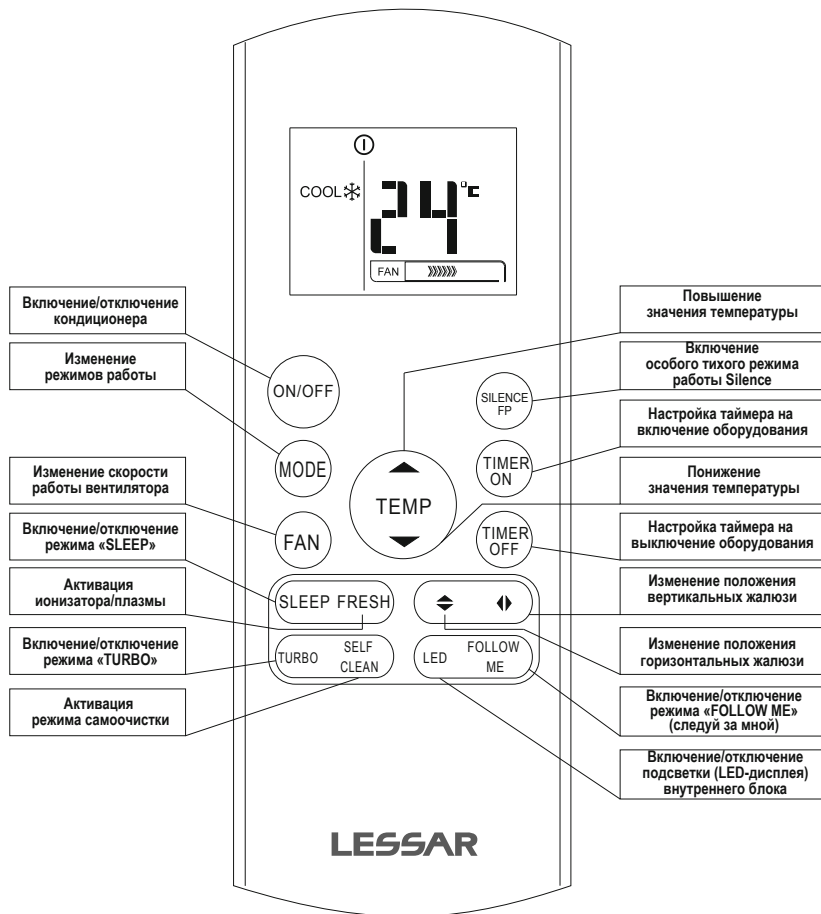 COOL
24°C
FAN
Включение/отключение
кондиционера
Изменение
режимов работы
Изменение скорости
работы вентилятора
Включение/отключение
режима «SLEEP»
Активация
ионизатора/плазмы
Включение/отключение
режима «TURBO»
Активация
режима самоочистки
ON/OFF
MODE
FAN
TEMP
SILENCE
FP
TIMER
ON
TIMER
OFF
SLEEP FRESH
TURBO
SELF
CLEAN
LED
FOLLOW
ME
LESSAR
Повышение
значения температуры
Включение
особого тихого режима
работы Silence
Настройка таймера на
включение оборудования
Понижение
значения температуры
Настройка таймера на
выключение оборудования
Изменение положения
вертикальных жалюзи
Изменение положения
горизонтальных жалюзи
Включение/отключение
режима «FOLLOW ME»
(следуй за мной)
Включение/отключение
подсветки (LED-дисплея)
внутреннего блока